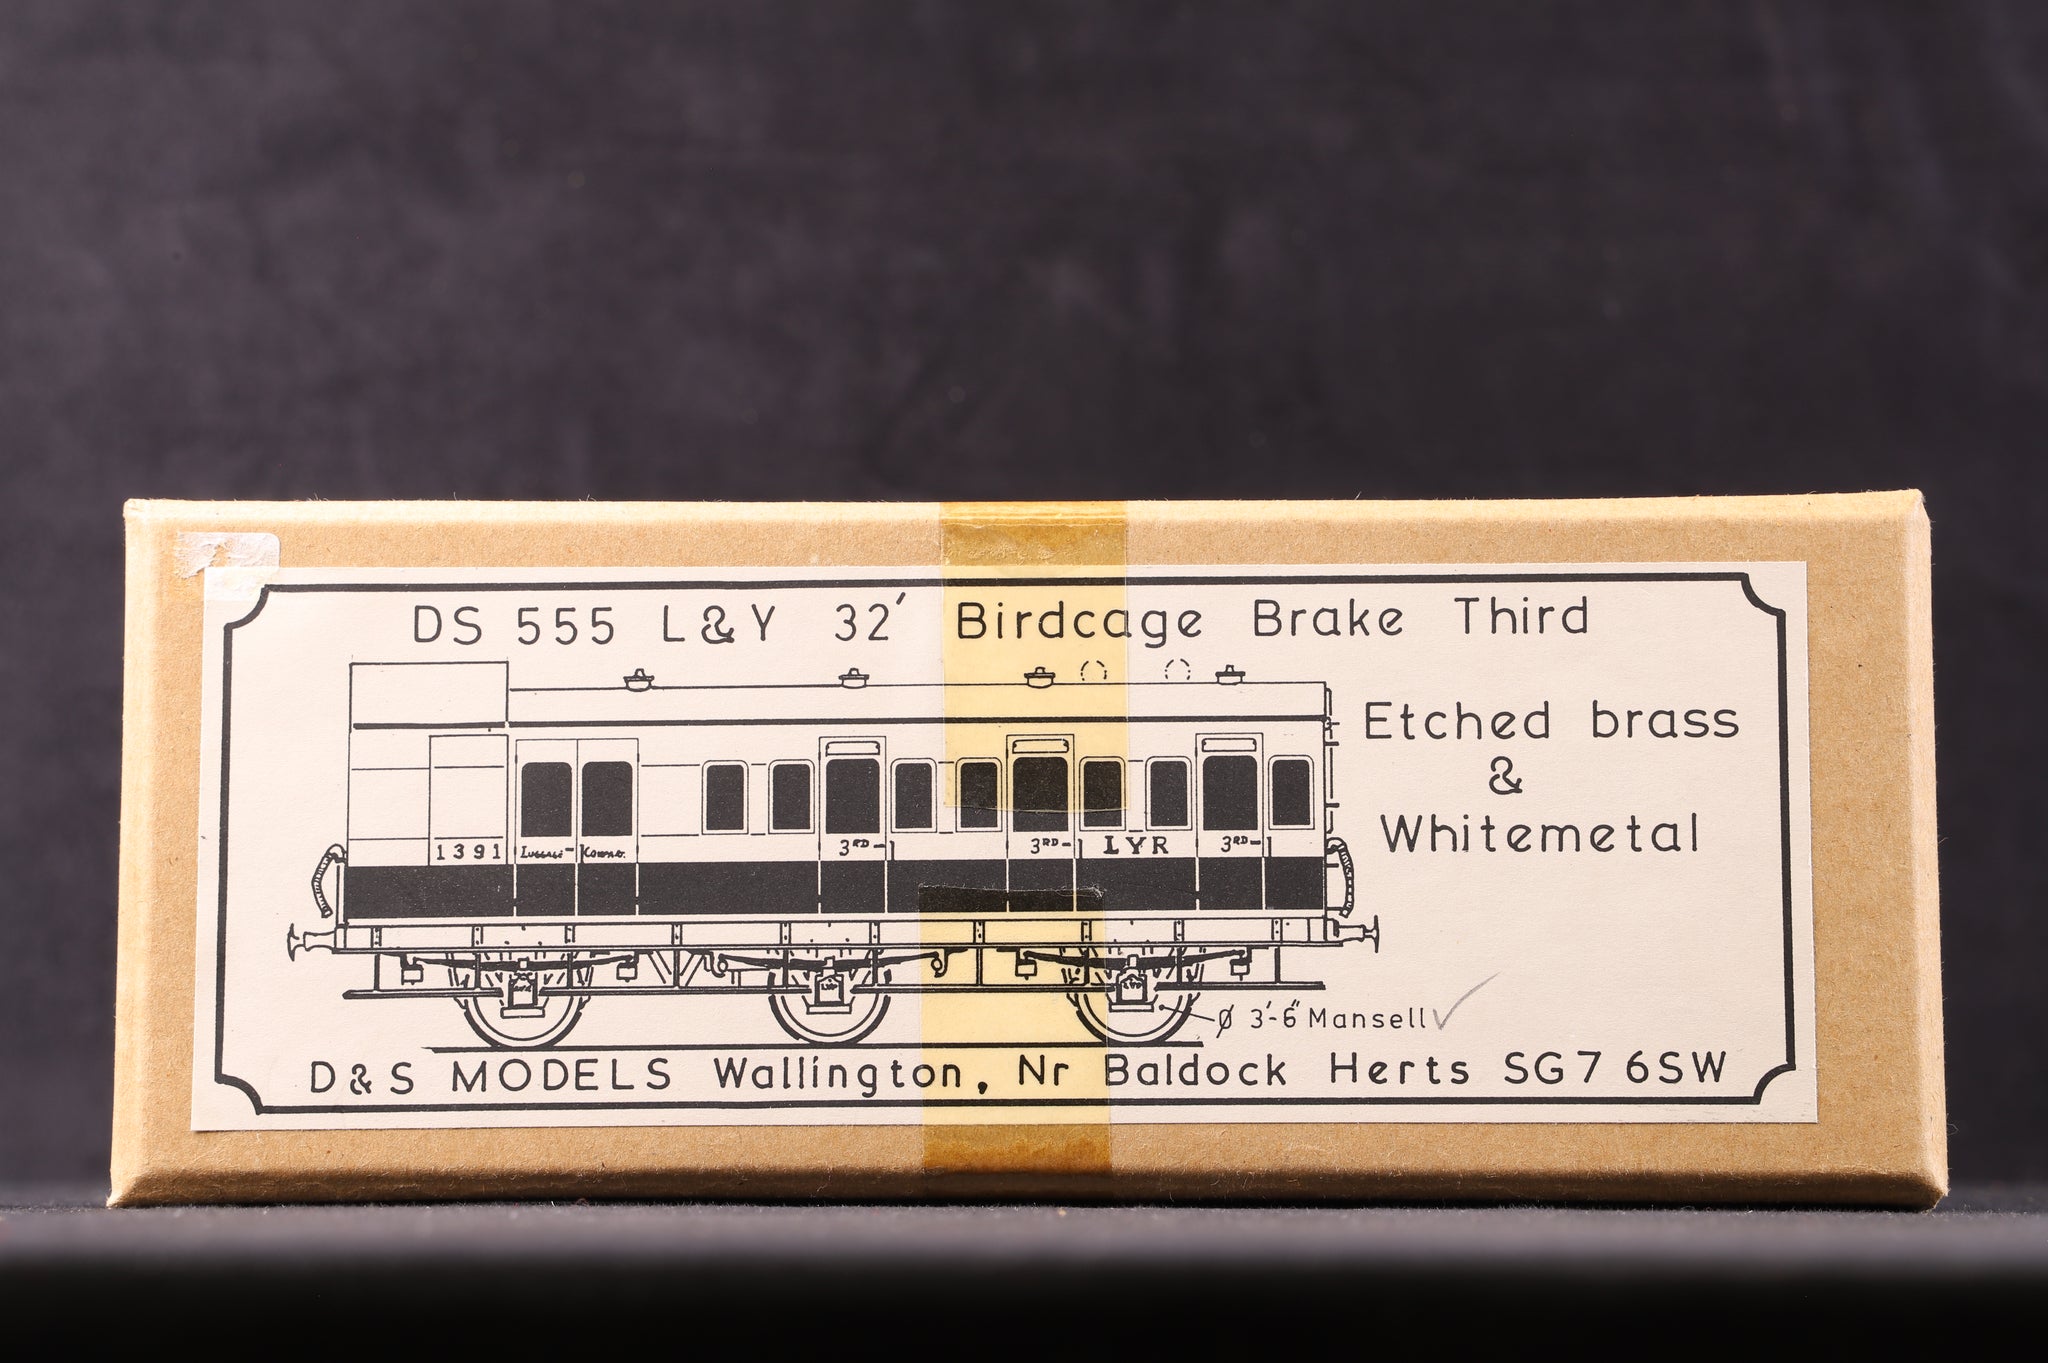 DS 555 L&Y 32' Birdcage Brake Third
Etched brass
&
Whitemetal
1391 LUGGAGE- 3RD- 3RD- LYR 3RD-
Ø 3'-6" Mansell✓
D&S MODELS Wallington, Nr Baldock Herts SG7 6SW